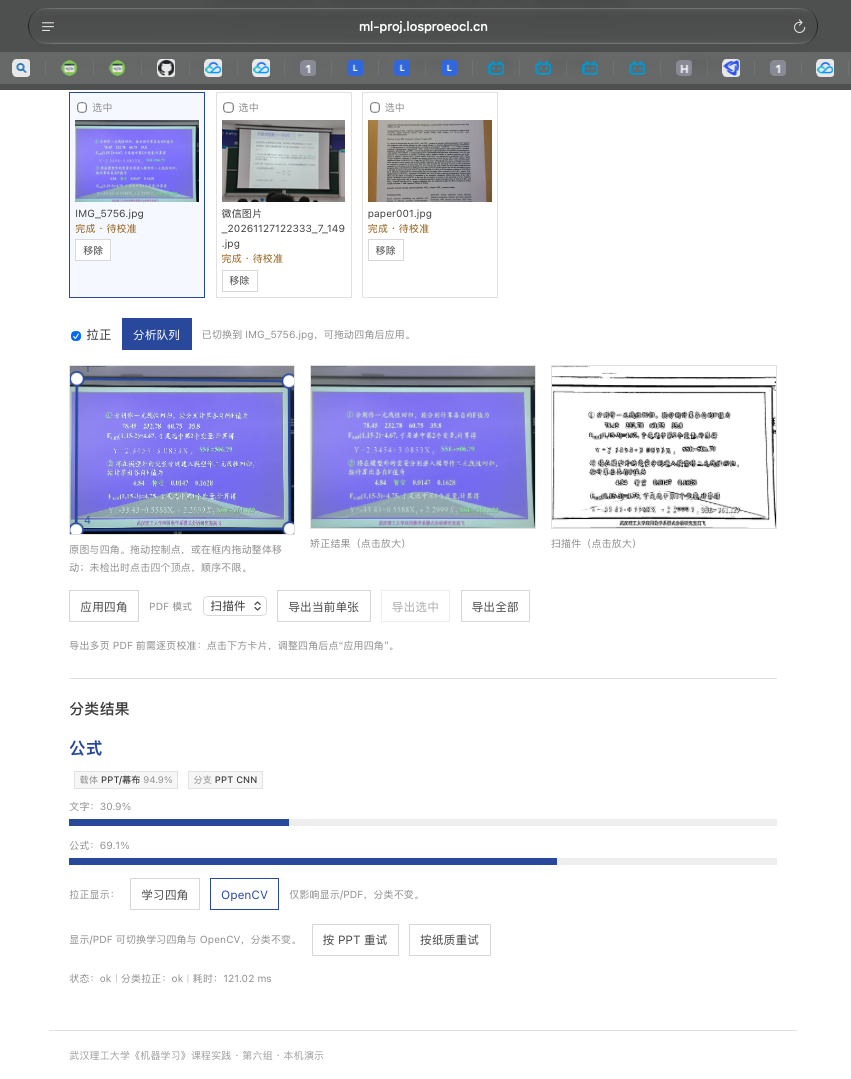 ml-proj.losproeocl.cn
选中
选中
选中
IMG_5756.jpg
完成 · 待校准
移除
微信图片
_20261127122333_7_149
.jpg
完成 · 待校准
移除
paper001.jpg
完成 · 待校准
移除
拉正 分析队列 已切换到 IMG_5756.jpg，可拖动四角后应用。
78.45 232.78 60.75 35.8
原图与四角。拖动控制点，或在框内拖动整体移
动；未检出时点击四个顶点，顺序不限。
矫正结果（点击放大）
扫描件（点击放大）
应用四角 PDF 模式 扫描件 导出当前单张 导出选中 导出全部
导出多页 PDF 前需逐页校准：点击下方卡片，调整四角后点“应用四角”。
分类结果
公式
载体 PPT/幕布 94.9% 分支 PPT CNN
文字：30.9%
公式：69.1%
拉正显示： 学习四角 OpenCV 仅影响显示/PDF，分类不变。
显示/PDF 可切换学习四角与 OpenCV，分类不变。 按 PPT 重试 按纸质重试
状态：ok | 分类拉正：ok | 耗时：121.02 ms
武汉理工大学《机器学习》课程实践 · 第六组 · 本机演示